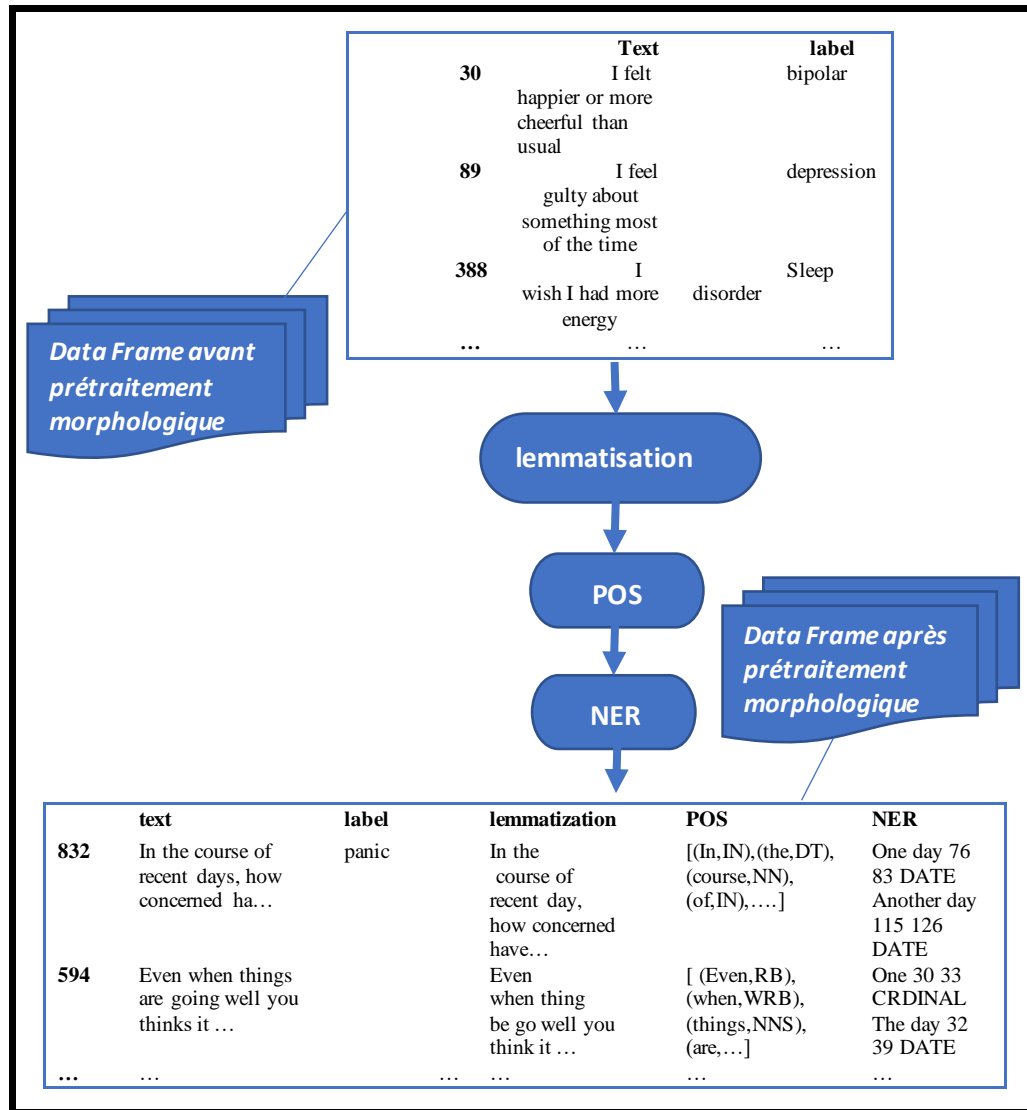 Text label
30 I felt bipolar
happier or more
cheerful than
usual
89 I feel depression
gulty about
something most
of the time
388 I Sleep
wish I had more disorder
energy
… … …
Data Frame avant
prétraitement
morphologique
lemmatisation
POS
Data Frame après
prétraitement
morphologique
NER
text label lemmatization POS NER
832 In the course of panic In the [(In,IN),(the,DT), One day 76
recent days, how course of (course,NN), 83 DATE
concerned ha… recent day, (of,IN),….] Another day
how concerned 115 126
have… DATE
594 Even when things Even [ (Even,RB), One 30 33
are going well you when thing (when,WRB), CRDINAL
thinks it … be go well you (things,NNS), The day 32
think it … (are,…] 39 DATE
… … … … … …